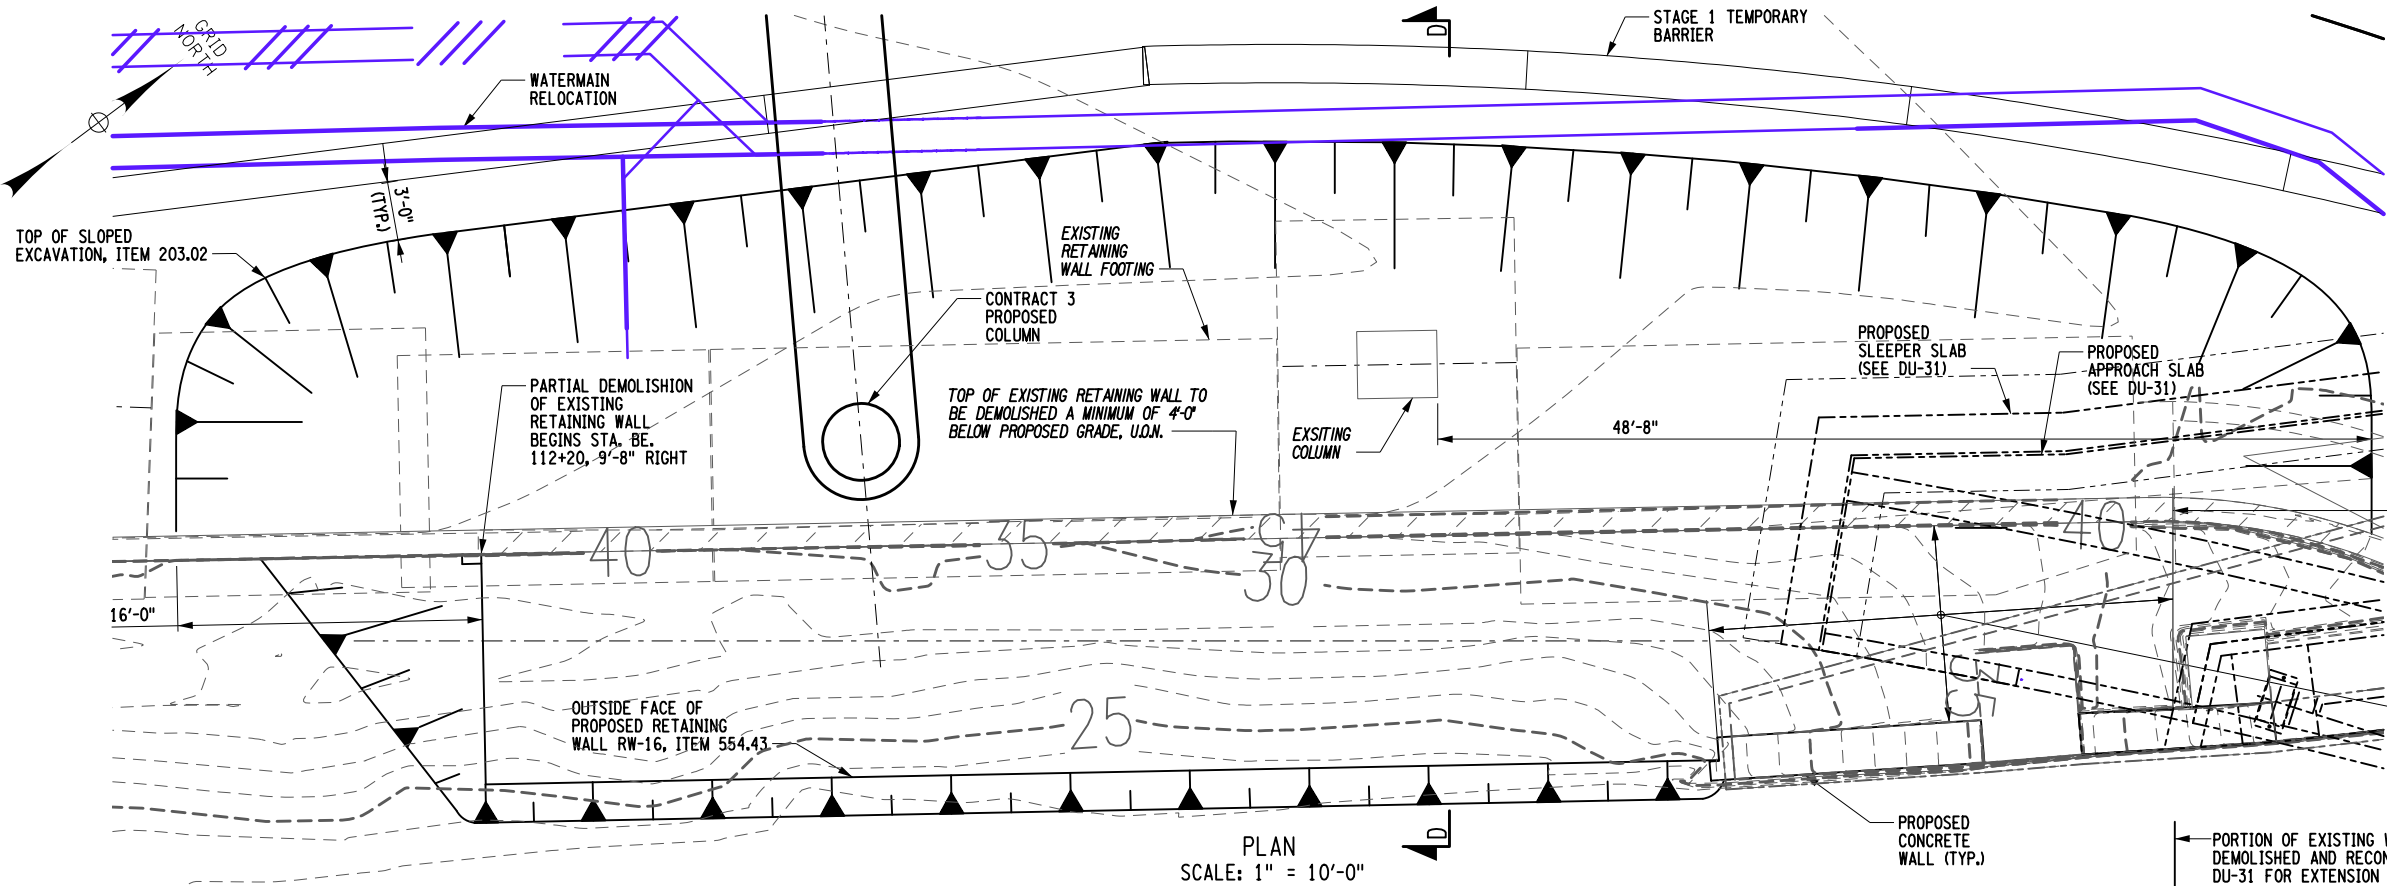 GRID
NORTH
WATERMAIN
RELOCATION
D
STAGE 1 TEMPORARY
BARRIER
3'-0"
(TYP.)
TOP OF SLOPED
EXCAVATION, ITEM 203.02
EXISTING
RETAINING
WALL FOOTING
CONTRACT 3
PROPOSED
COLUMN
PROPOSED
SLEEPER SLAB
(SEE DU-31)
PROPOSED
APPROACH SLAB
(SEE DU-31)
PARTIAL DEMOLISHION
OF EXISTING
RETAINING WALL
BEGINS STA. BE.
112+20, 9'-8" RIGHT
TOP OF EXISTING RETAINING WALL TO
BE DEMOLISHED A MINIMUM OF 4'-0"
BELOW PROPOSED GRADE, U.O.N.
EXSITING
COLUMN
48'-8"
40
35
45
30
40
16'-0"
25
25
OUTSIDE FACE OF
PROPOSED RETAINING
WALL RW-16, ITEM 554.43
D
PLAN
SCALE: 1" = 10'-0"
PROPOSED
CONCRETE
WALL (TYP.)
PORTION OF EXISTING
DEMOLISHED AND
DU-31 FOR EXTENSION